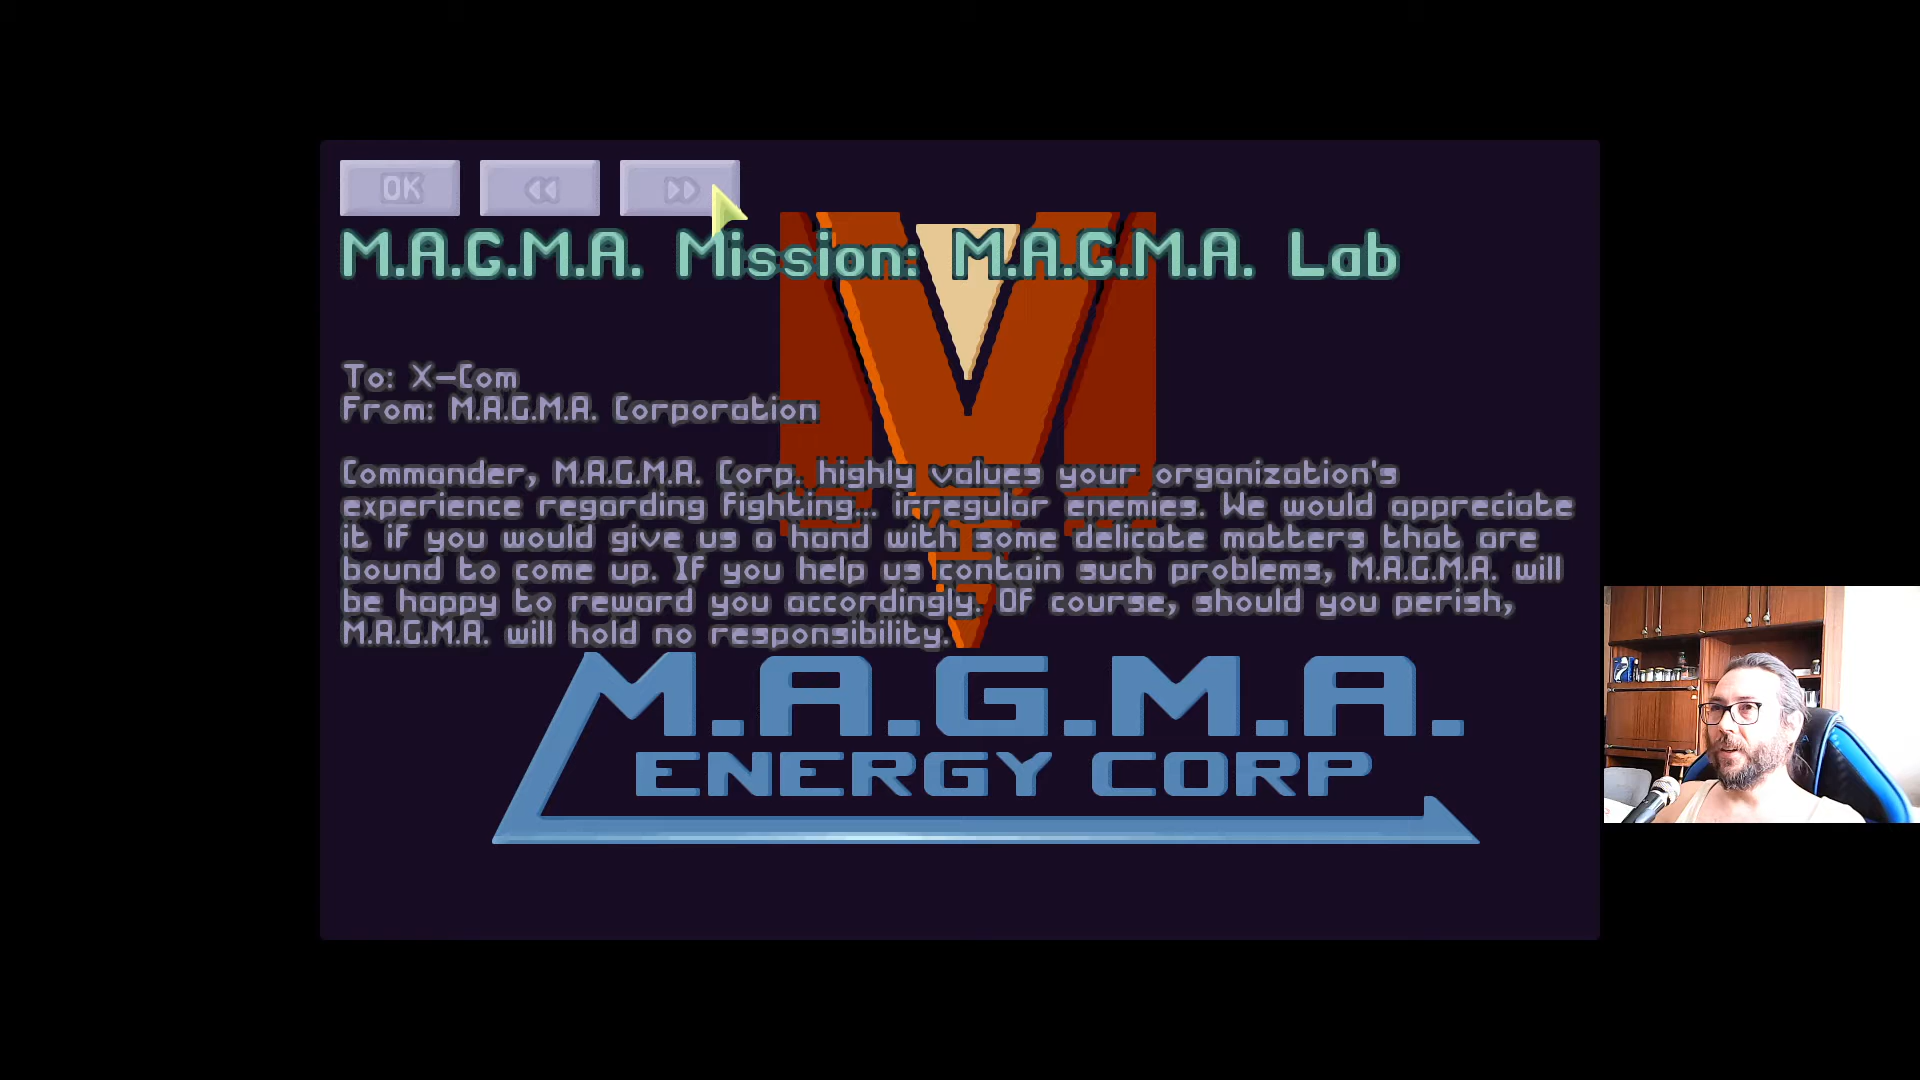 OK
M.A.G.M.A. Mission: M.A.G.M.A. Lab
To: X-Com
From: M.A.G.M.A. Corporation
Commander, M.A.G.M.A. Corp. highly values your organization's
experience regarding fighting... irregular enemies. We would appreciate
it if you would give us a hand with some delicate matters that are
bound to come up. If you help us contain such problems, M.A.G.M.A. will
be happy to reward you accordingly. Of course, should you perish,
M.A.G.M.A. will hold no responsibility.
M.A.G.M.A.
ENERGY CORP